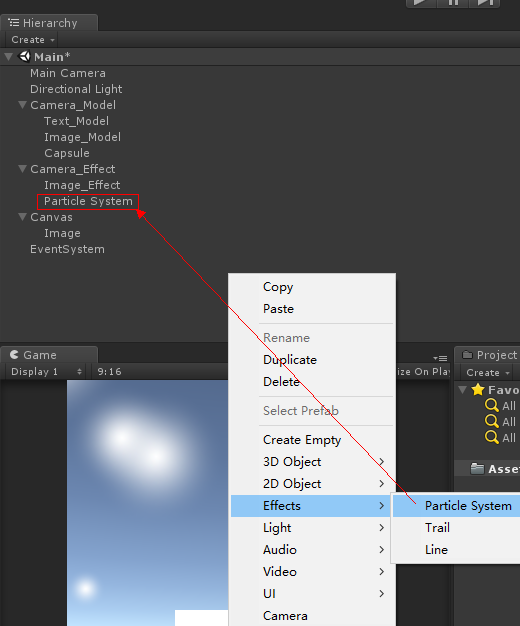 Hierarchy
Create
Main*
Main Camera
Directional Light
Camera_Model
Text_Model
Image_Model
Capsule
Camera_Effect
Image_Effect
Particle System
Canvas
Image
EventSystem
Copy
Paste
Rename
Duplicate
Delete
Select Prefab
Create Empty
3D Object
2D Object
Effects
Light
Audio
Video
UI
Camera
Particle System
Trail
Line
Game
Display 1
9:16
ize On Play
Project
Create
Favo
All
All
All
Asset